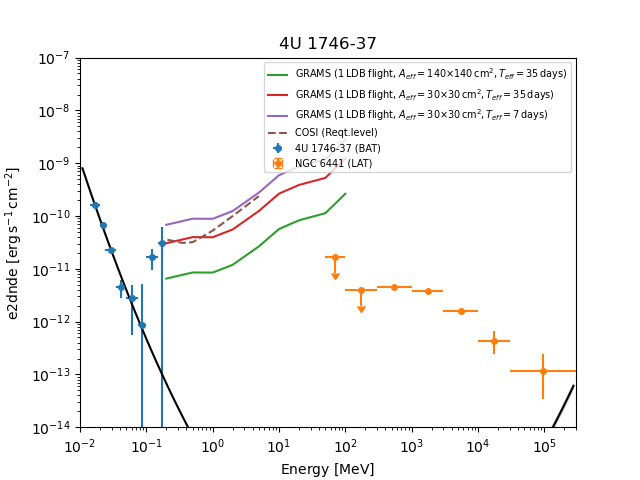 4U 1746-37
10⁻⁷
10⁻⁸
10⁻⁹
10⁻¹⁰
10⁻¹¹
10⁻¹²
10⁻¹³
10⁻¹⁴
e2dnde [erg s⁻¹ cm⁻²]
GRAMS (1 LDB flight, A_eff = 140×140 cm², T_eff = 35 days)
GRAMS (1 LDB flight, A_eff = 30×30 cm², T_eff = 35 days)
GRAMS (1 LDB flight, A_eff = 30×30 cm², T_eff = 7 days)
COSI (Reqt.level)
4U 1746-37 (BAT)
NGC 6441 (LAT)
10⁻² 10⁻¹ 10⁰ 10¹ 10² 10³ 10⁴ 10⁵
Energy [MeV]